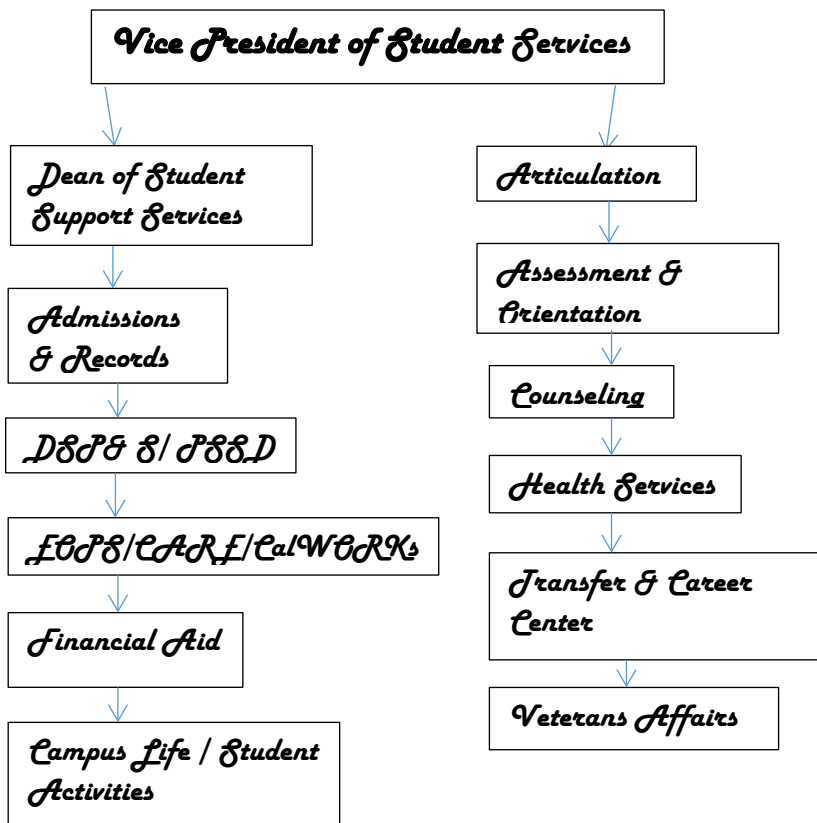 Vice President of Student Services
Dean of Student
Support Services
Admissions
& Records
DSP& S/ PSSD
EOPS/CARE/CalWORKs
Financial Aid
Campus Life / Student
Activities
Articulation
Assessment &
Orientation
Counseling
Health Services
Transfer & Career
Center
Veterans Affairs